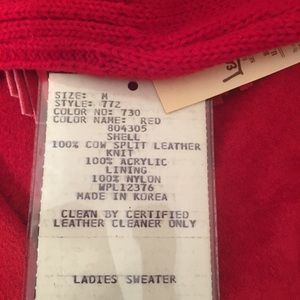 SIZE: M
STYLE: 772
COLOR NO: 730
COLOR NAME: RED
804305
SHELL
100% COW SPLIT LEATHER
KNIT
100% ACRYLIC
LINING
100% NYLON
WPL12376
MADE IN KOREA
CLEAN BY CERTIFIED
LEATHER CLEANER ONLY
LADIES SWEATER